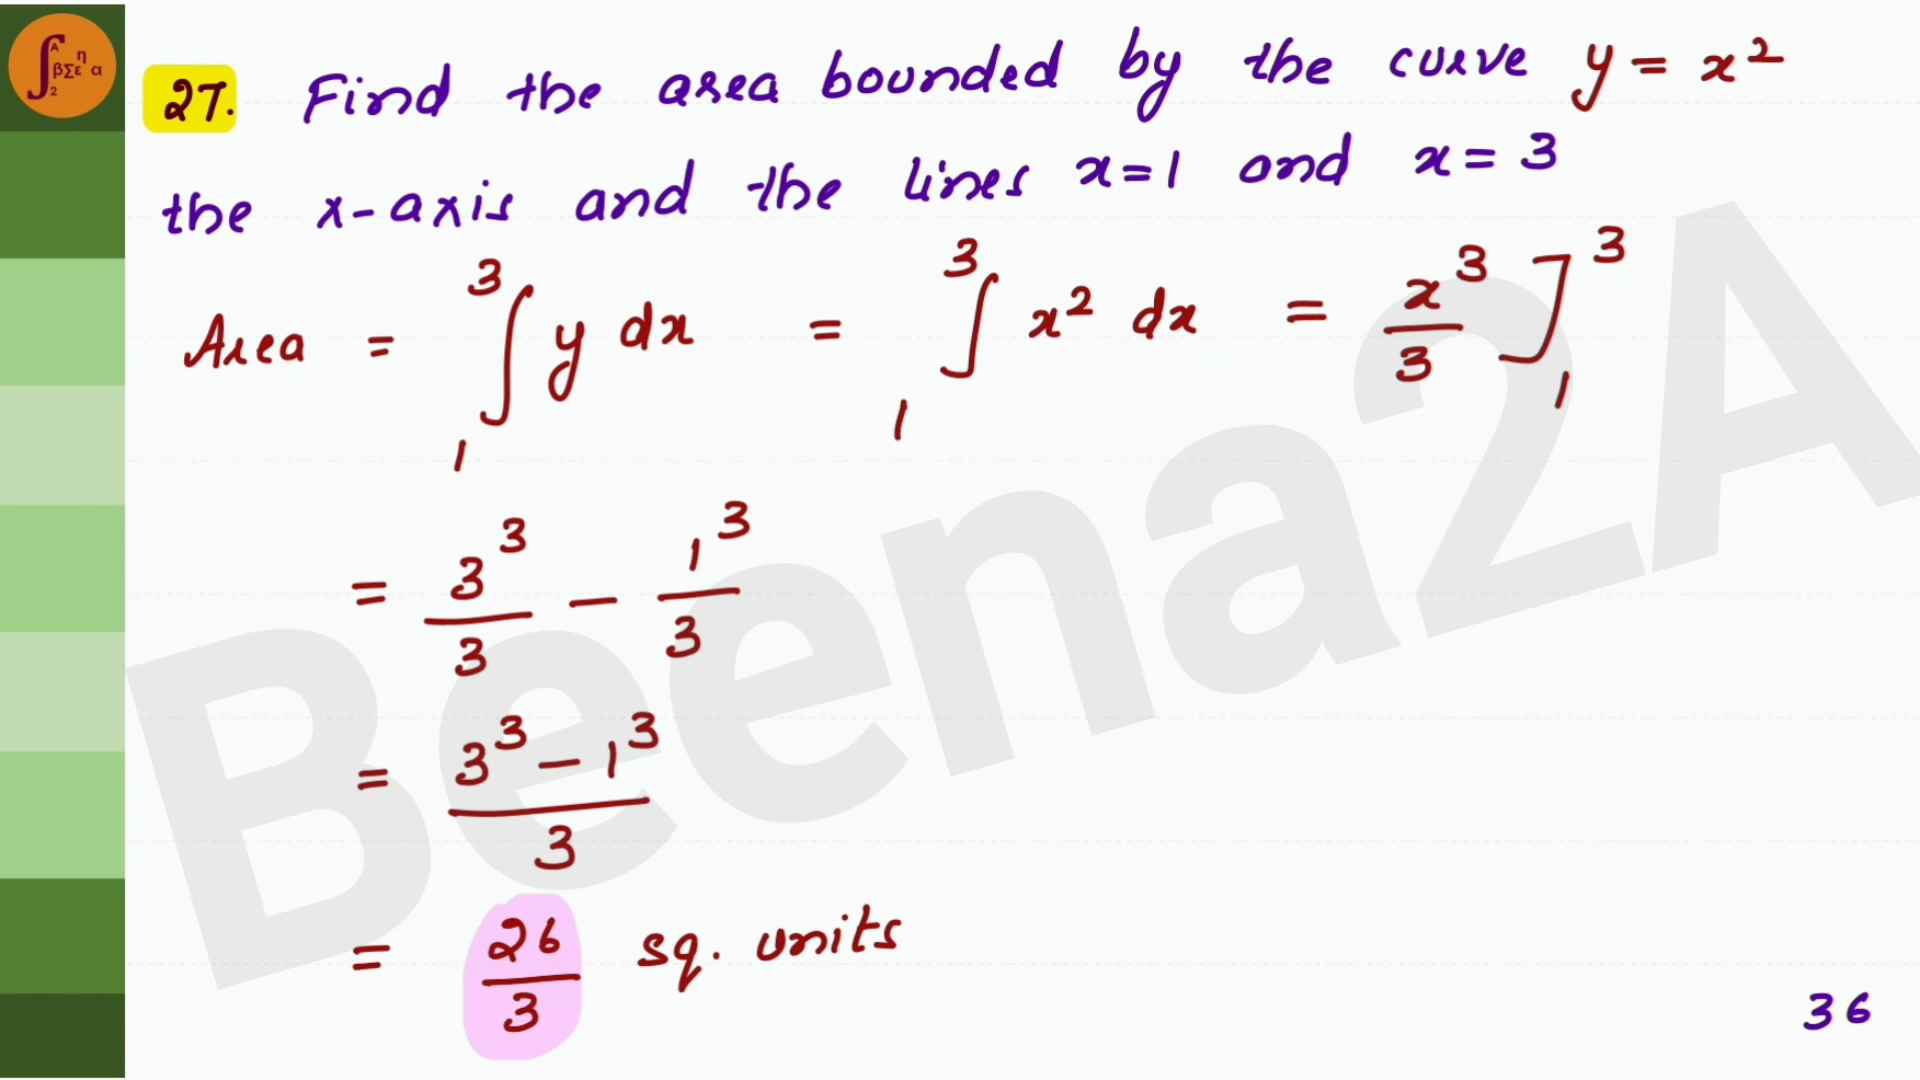 ∫ A η βΣε α 2
27. Find the area bounded by the curve y = x²
the x-axis and the lines x=1 and x=3
Area = ∫₁³ y dx = ∫₁³ x² dx = x³/3 ]₁³
= 3³/3 − 1³/3
= (3³ − 1³)/3
= 26/3 sq. units
Beena2A
36